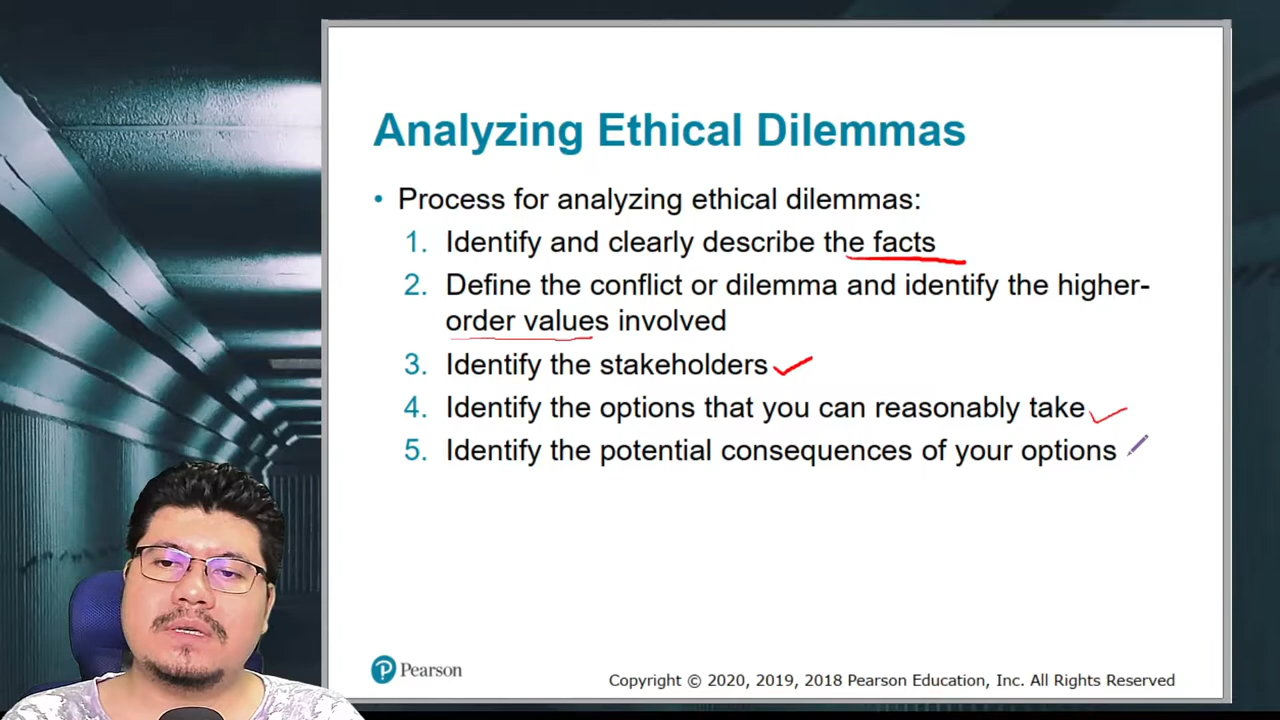 Analyzing Ethical Dilemmas
• Process for analyzing ethical dilemmas:
1. Identify and clearly describe the facts
2. Define the conflict or dilemma and identify the higher-
order values involved
3. Identify the stakeholders
4. Identify the options that you can reasonably take
5. Identify the potential consequences of your options
P Pearson
Copyright © 2020, 2019, 2018 Pearson Education, Inc. All Rights Reserved